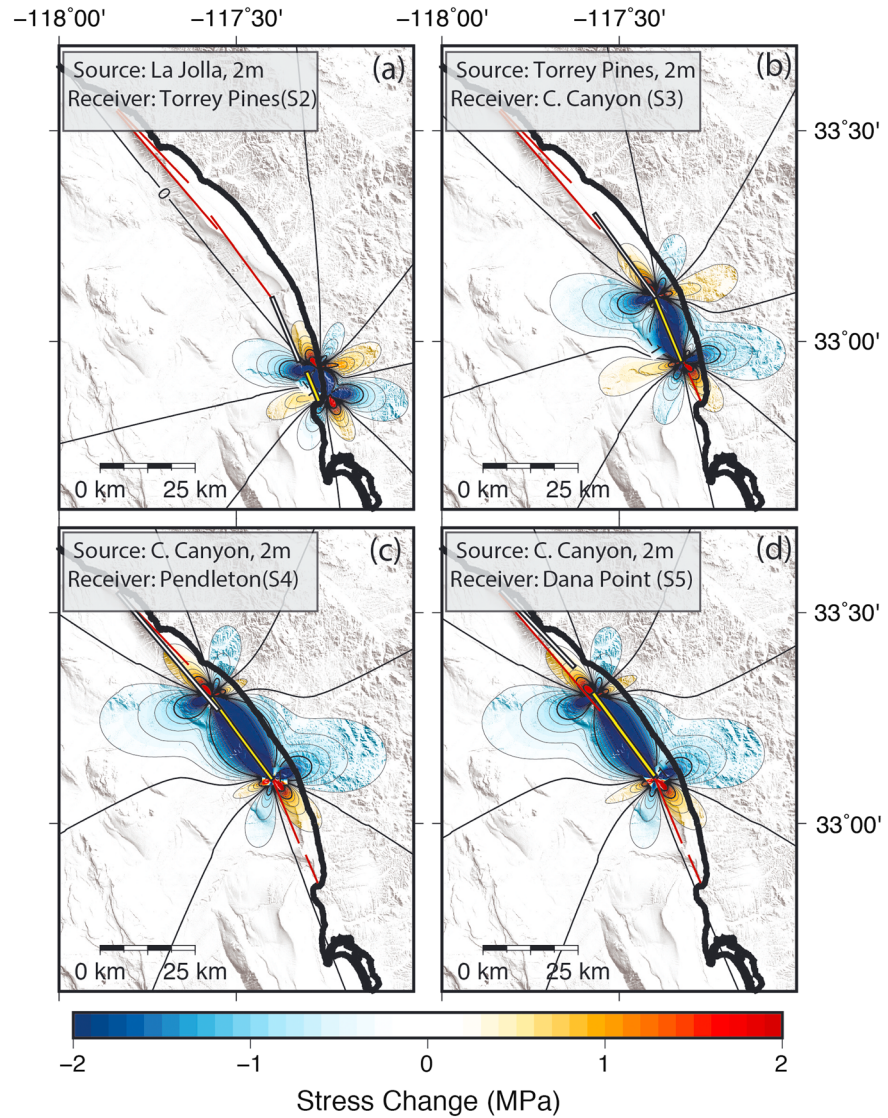 −118˚00' −117˚30' −118˚00' −117˚30'
Source: La Jolla, 2m
Receiver: Torrey Pines(S2)
(a)
0
0 km 25 km
Source: Torrey Pines, 2m
Receiver: C. Canyon (S3)
(b)
33˚30'
33˚00'
0 km 25 km
Source: C. Canyon, 2m
Receiver: Pendleton(S4)
(c)
0 km 25 km
Source: C. Canyon, 2m
Receiver: Dana Point (S5)
(d)
33˚30'
33˚00'
0 km 25 km
−2 −1 0 1 2
Stress Change (MPa)